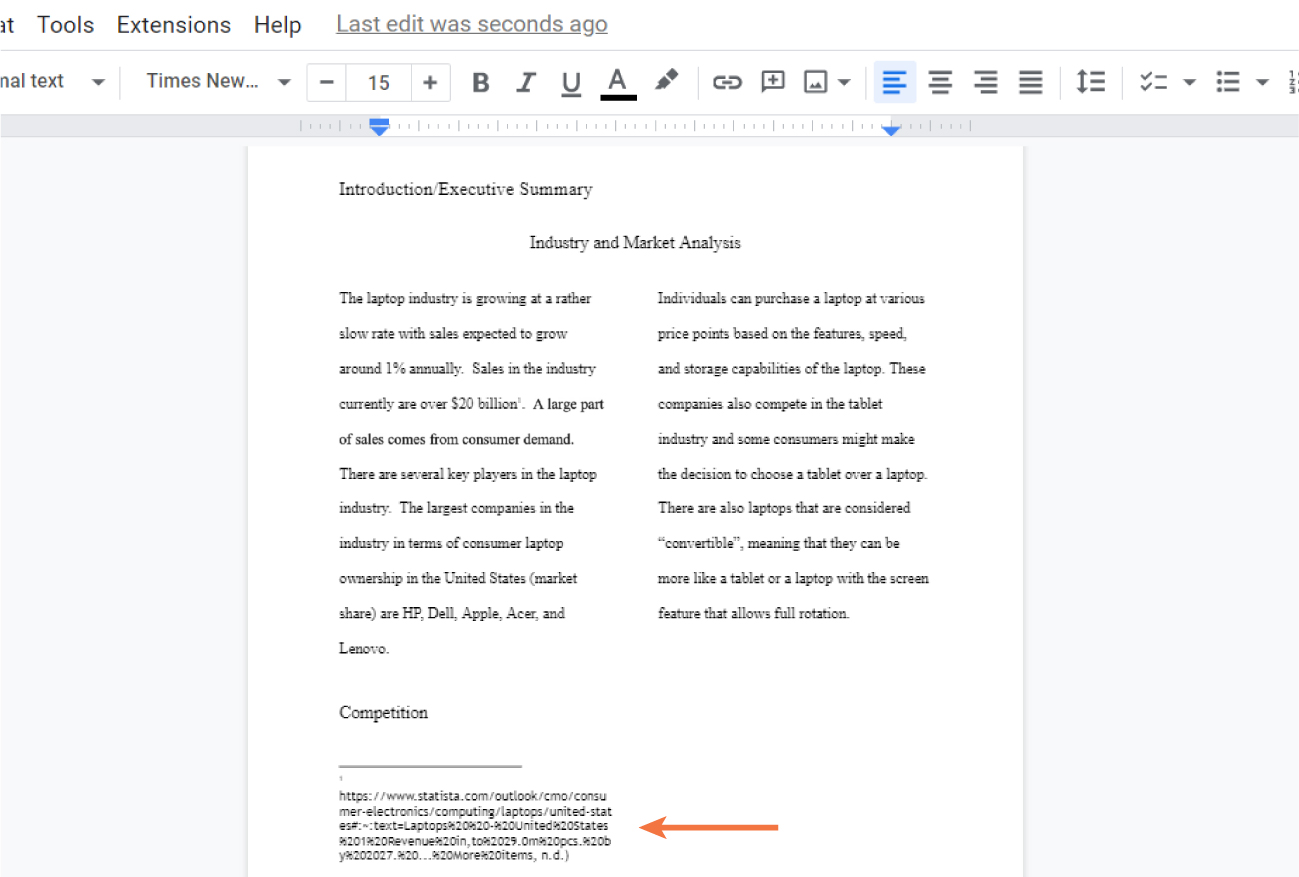 at Tools Extensions Help Last edit was seconds ago
nal text Times New... − 15 + B I U A
Introduction/Executive Summary
Industry and Market Analysis
The laptop industry is growing at a rather
slow rate with sales expected to grow
around 1% annually.  Sales in the industry
currently are over $20 billion¹.  A large part
of sales comes from consumer demand.
There are several key players in the laptop
industry.  The largest companies in the
industry in terms of consumer laptop
ownership in the United States (market
share) are HP, Dell, Apple, Acer, and
Lenovo.
Individuals can purchase a laptop at various
price points based on the features, speed,
and storage capabilities of the laptop. These
companies also compete in the tablet
industry and some consumers might make
the decision to choose a tablet over a laptop.
There are also laptops that are considered
“convertible”, meaning that they can be
more like a tablet or a laptop with the screen
feature that allows full rotation.
Competition
1
https://www.statista.com/outlook/cmo/consu
mer-electronics/computing/laptops/united-stat
es#:~:text=Laptops%20%20-%20United%20States
%201%20Revenue%20in,to%2029.0m%20pcs.%20b
y%202027.%20...%20More%20items, n.d.)